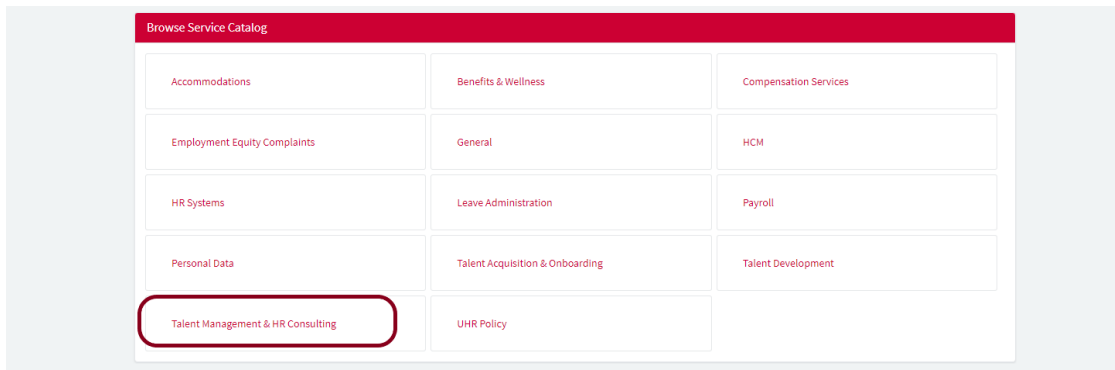 Browse Service Catalog
Accommodations
Benefits & Wellness
Compensation Services
Employment Equity Complaints
General
HCM
HR Systems
Leave Administration
Payroll
Personal Data
Talent Acquisition & Onboarding
Talent Development
Talent Management & HR Consulting
UHR Policy